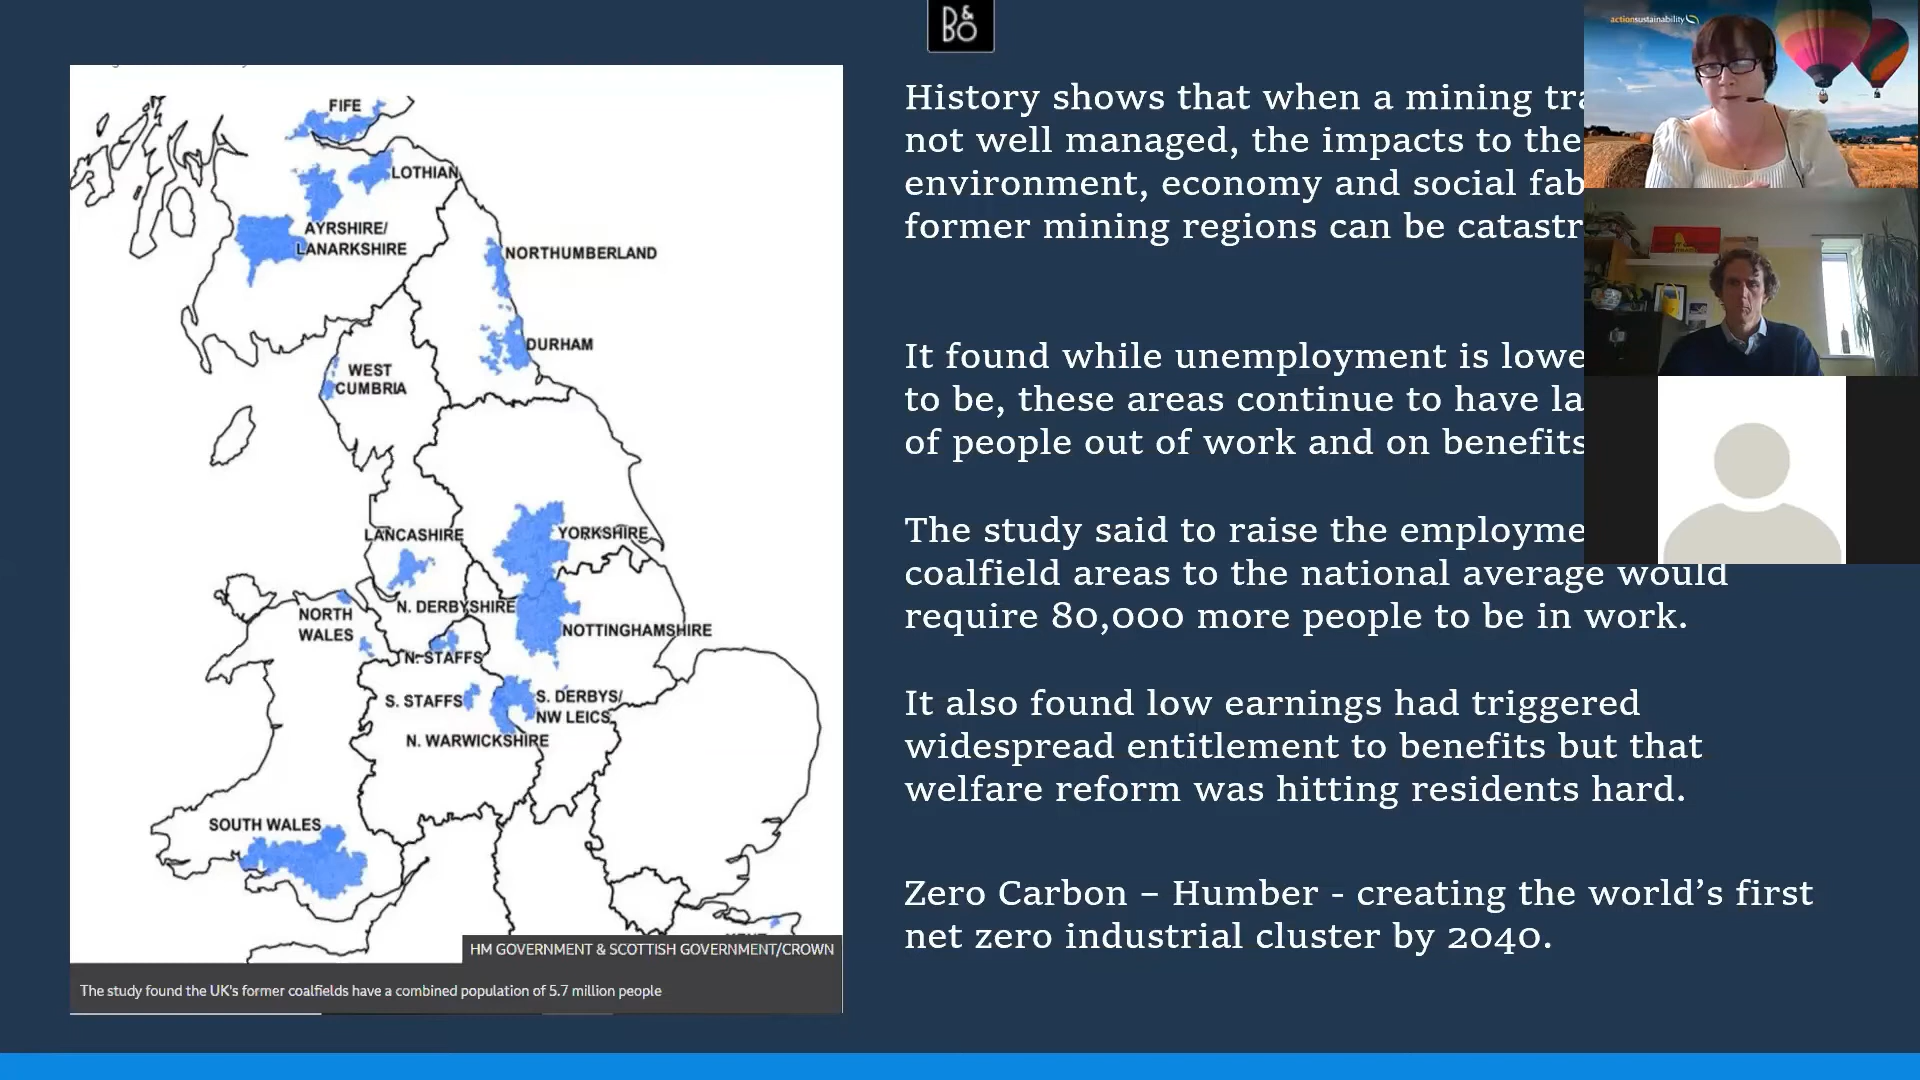 B&O
actionsustainability
FIFE
LOTHIAN
AYRSHIRE/
LANARKSHIRE
NORTHUMBERLAND
DURHAM
WEST
CUMBRIA
LANCASHIRE
YORKSHIRE
N. DERBYSHIRE
NORTH
WALES
NOTTINGHAMSHIRE
N. STAFFS
S. STAFFS
S. DERBYS/
NW LEICS
N. WARWICKSHIRE
SOUTH WALES
HM GOVERNMENT & SCOTTISH GOVERNMENT/CROWN
The study found the UK's former coalfields have a combined population of 5.7 million people
History shows that when a mining
not well managed, the impacts to the
environment, economy and social
former mining regions can be
It found while unemployment is
to be, these areas continue to have
of people out of work and on benefits
The study said to raise the
coalfield areas to the national average would
require 80,000 more people to be in work.
It also found low earnings had triggered
widespread entitlement to benefits but that
welfare reform was hitting residents hard.
Zero Carbon – Humber - creating the world's first
net zero industrial cluster by 2040.